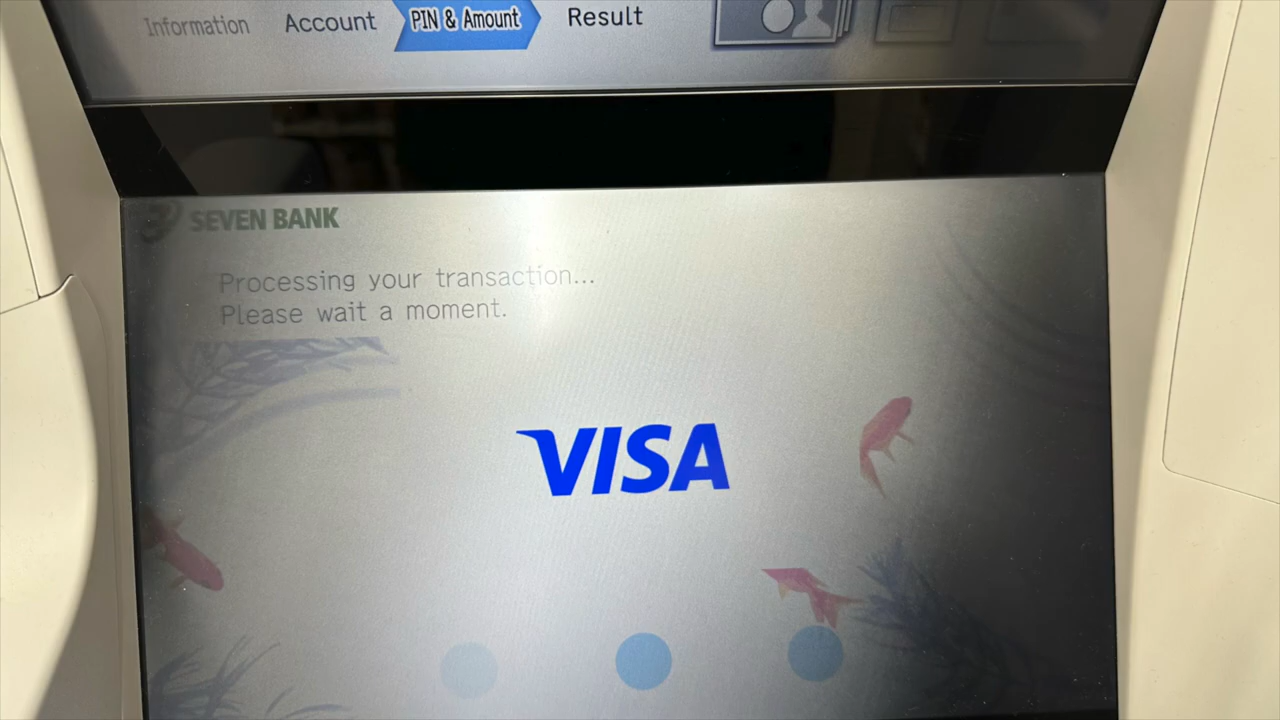 Information Account PIN & Amount Result
SEVEN BANK
Processing your transaction...
Please wait a moment.
VISA